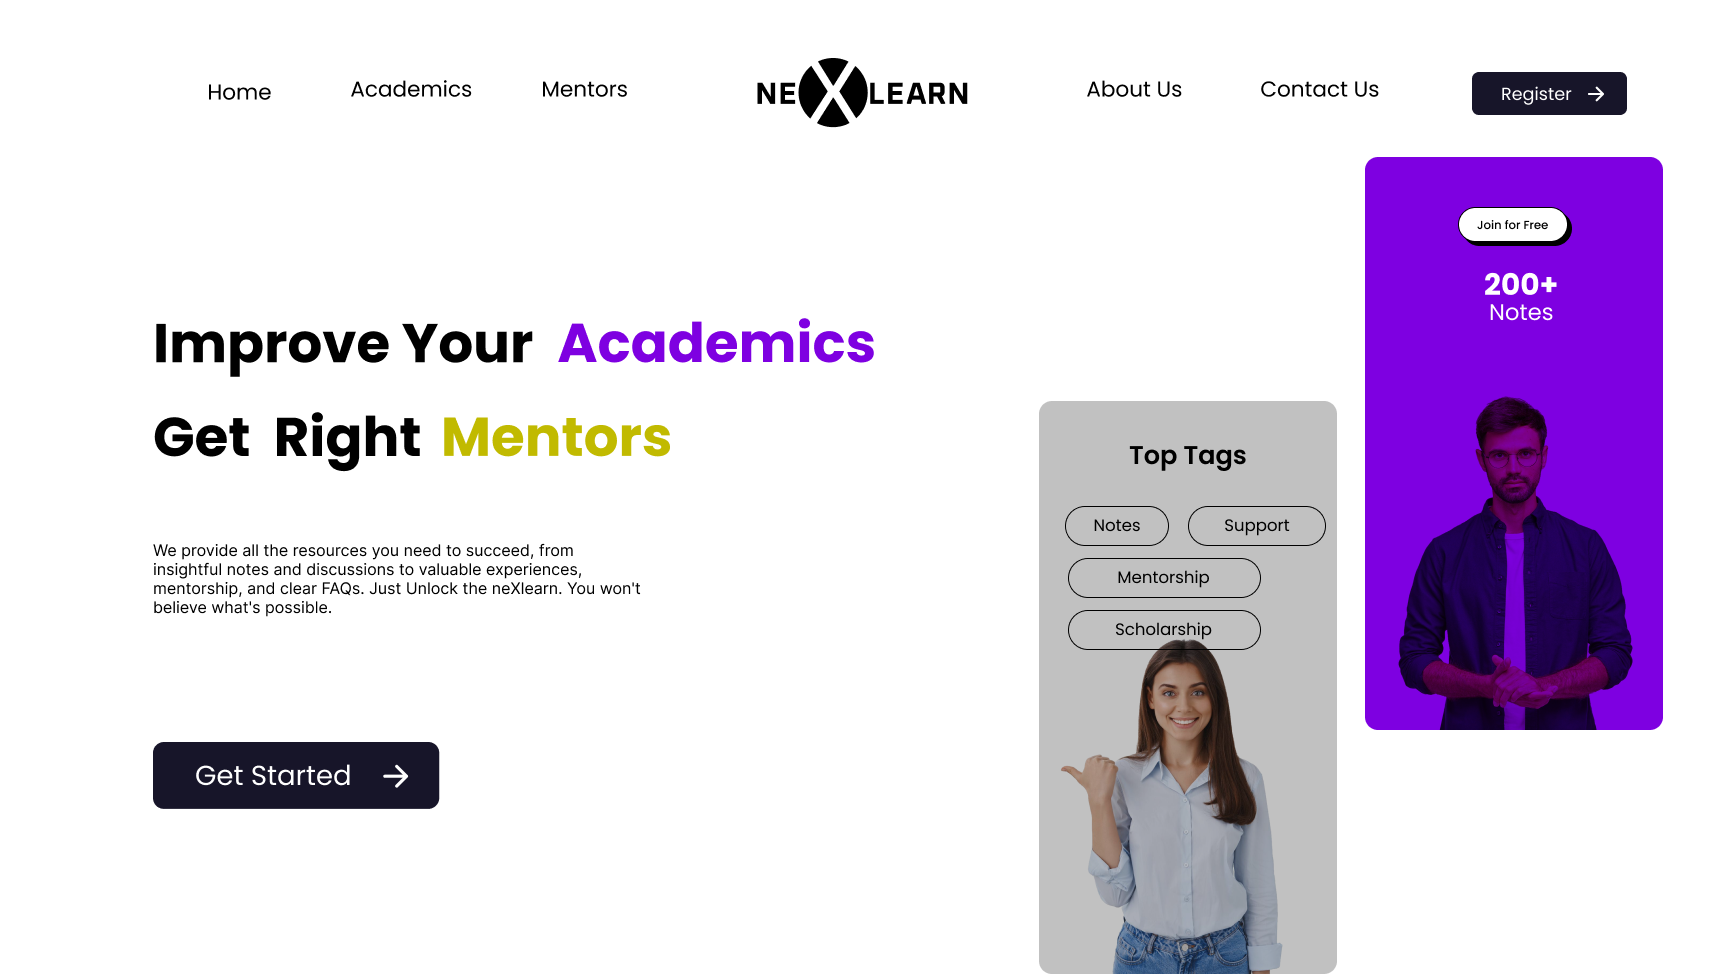 Home
Academics
Mentors
NEXLEARN
About Us
Contact Us
Register
Join for Free
200+
Notes
Improve Your Academics
Get Right Mentors
We provide all the resources you need to succeed, from
insightful notes and discussions to valuable experiences,
mentorship, and clear FAQs. Just Unlock the neXlearn. You won't
believe what's possible.
Get Started
Top Tags
Notes
Support
Mentorship
Scholarship